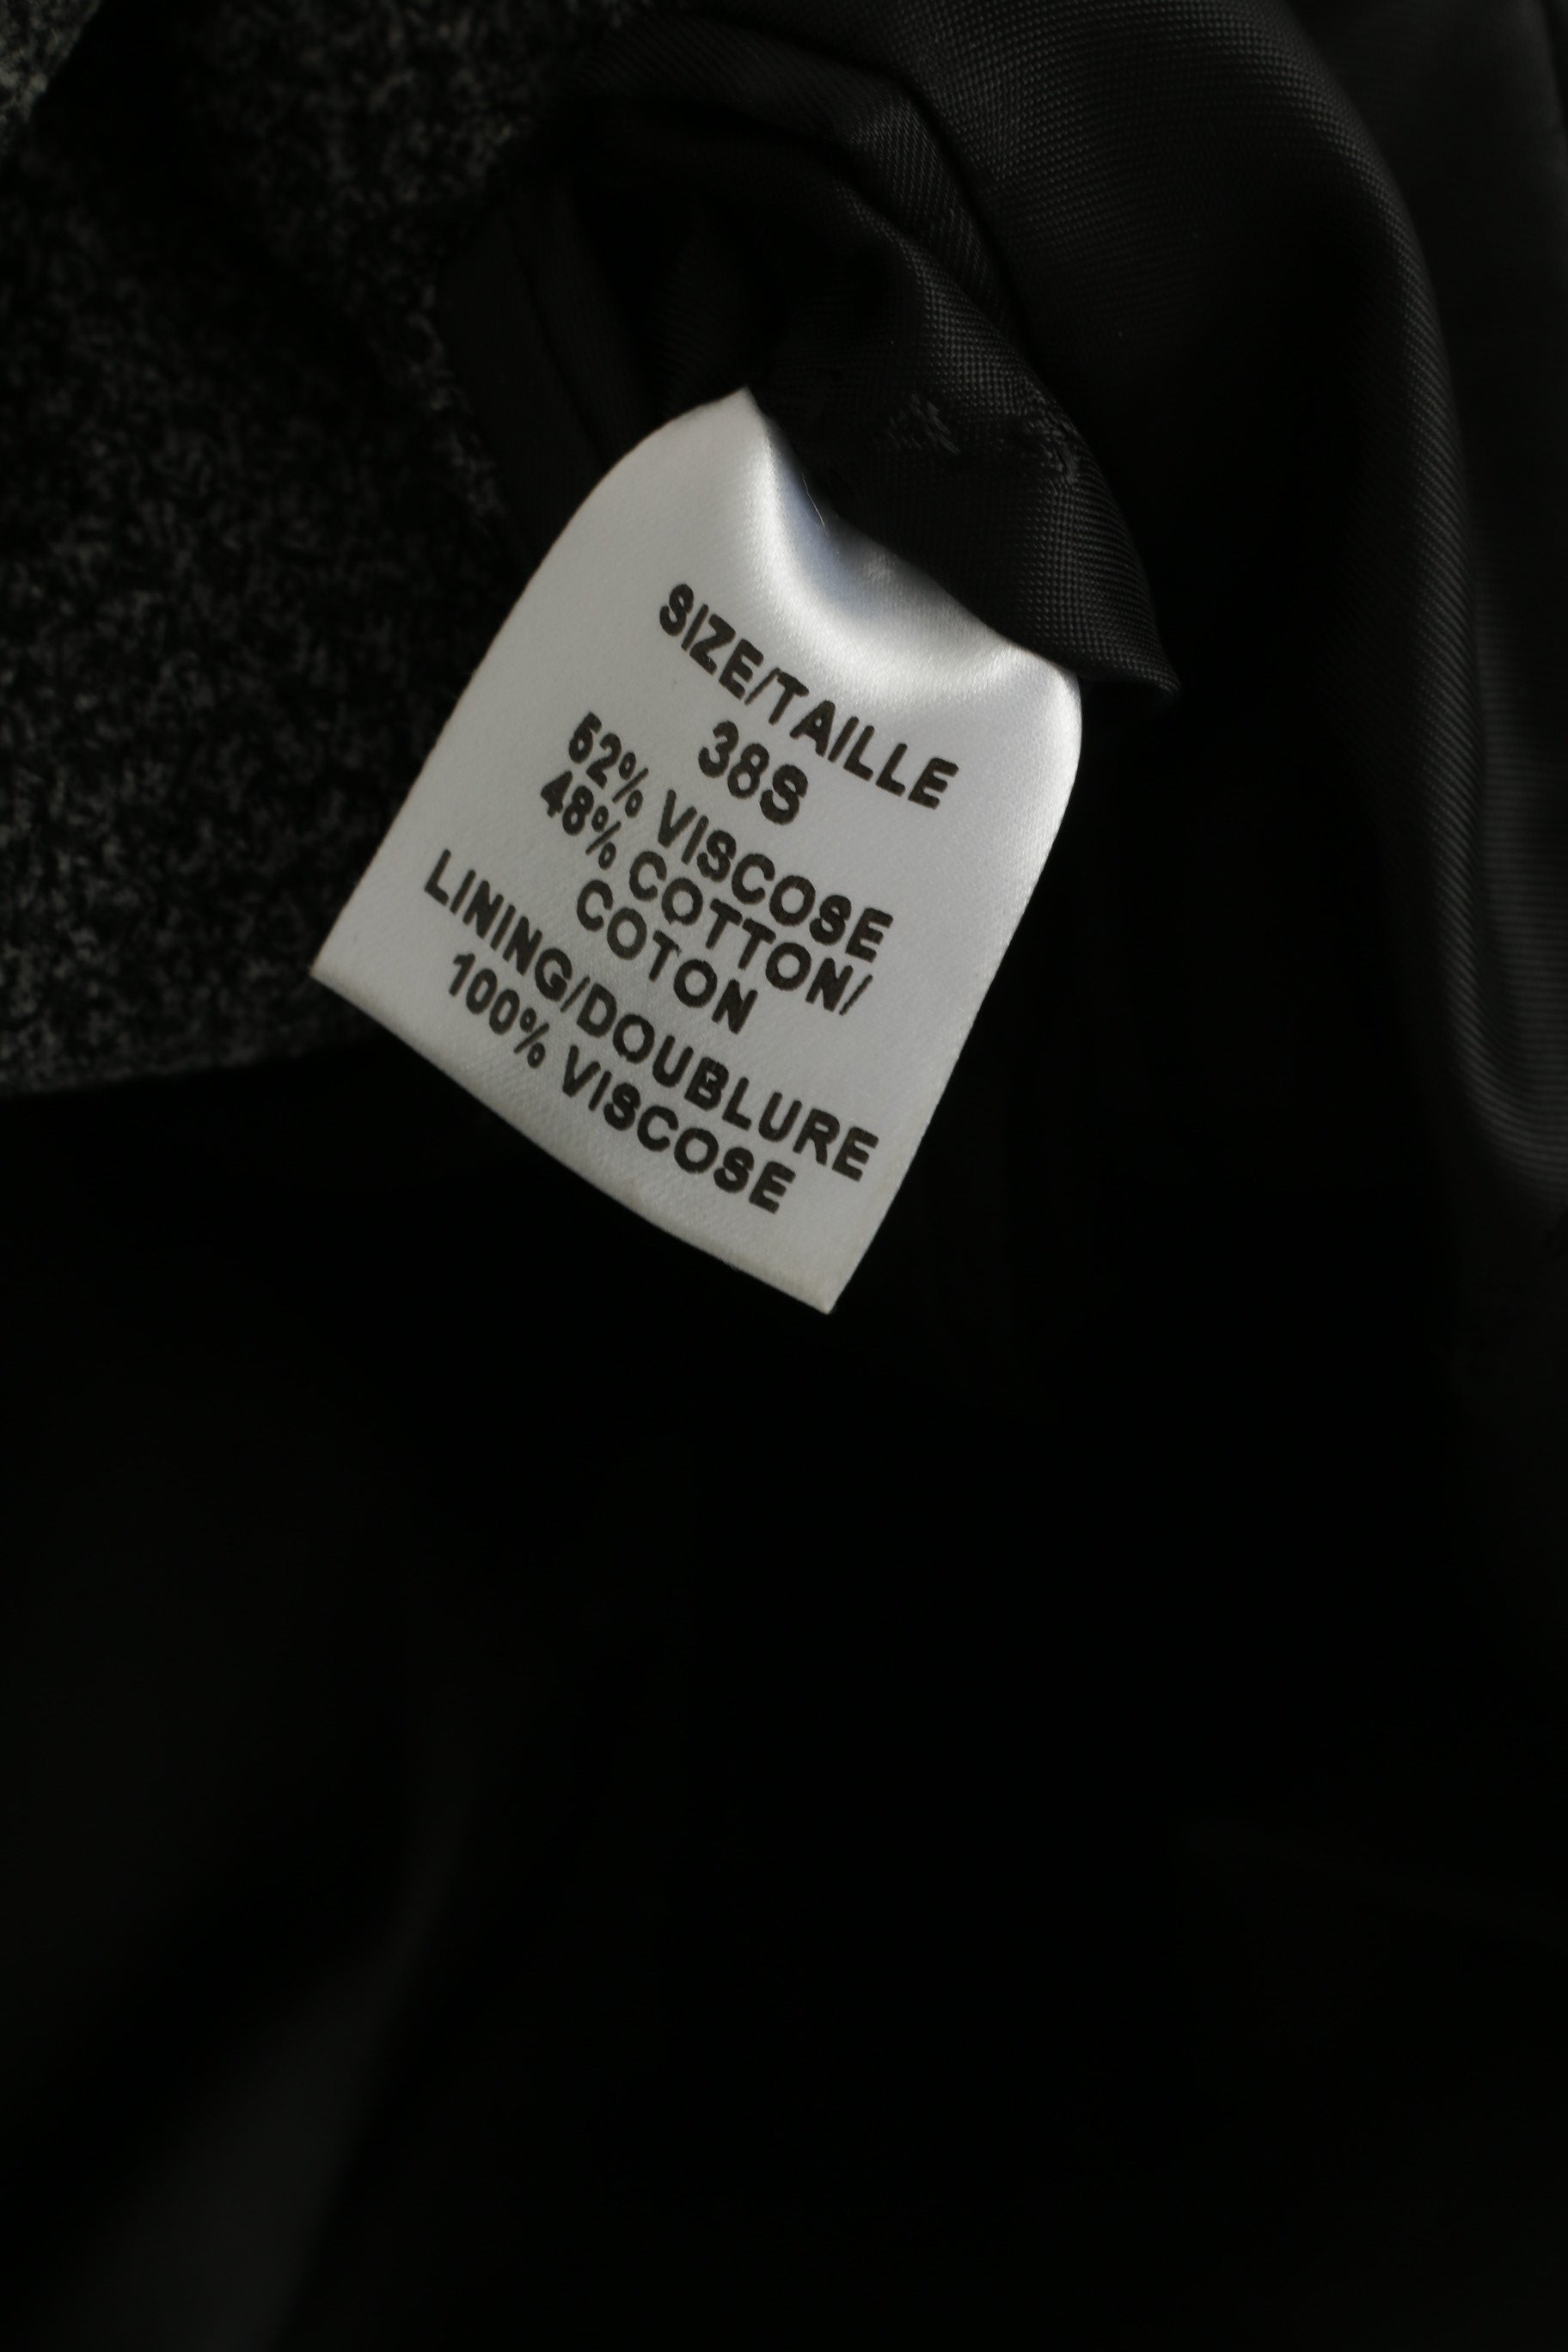 SIZE/TAILLE
38S
52% VISCOSE
48% COTTON/
COTON
LINING/DOUBLURE
100% VISCOSE